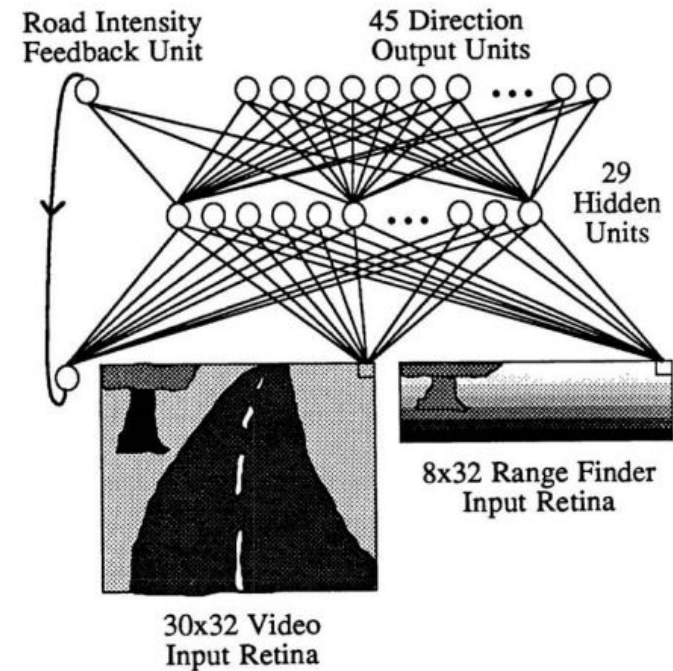 Road Intensity
Feedback Unit
45 Direction
Output Units
29
Hidden
Units
8x32 Range Finder
Input Retina
30x32 Video
Input Retina